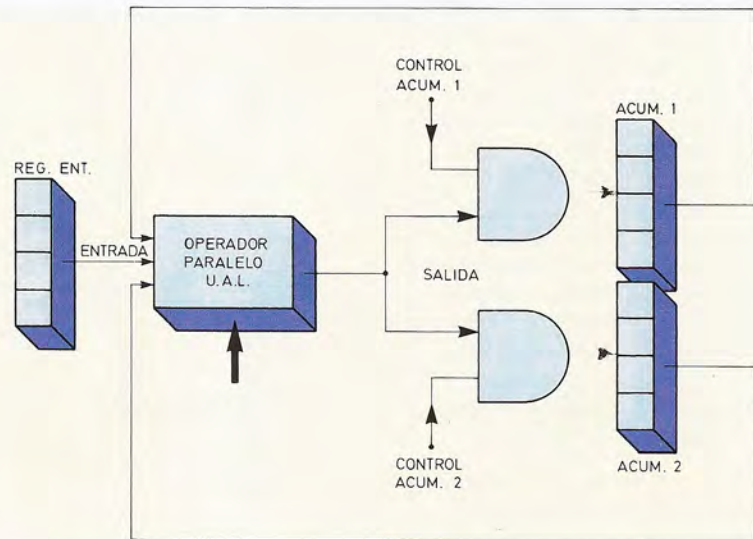 CONTROL
ACUM. 1
ACUM. 1
REG. ENT.
ENTRADA
OPERADOR
PARALELO
U.A.L.
SALIDA
CONTROL
ACUM. 2
ACUM. 2